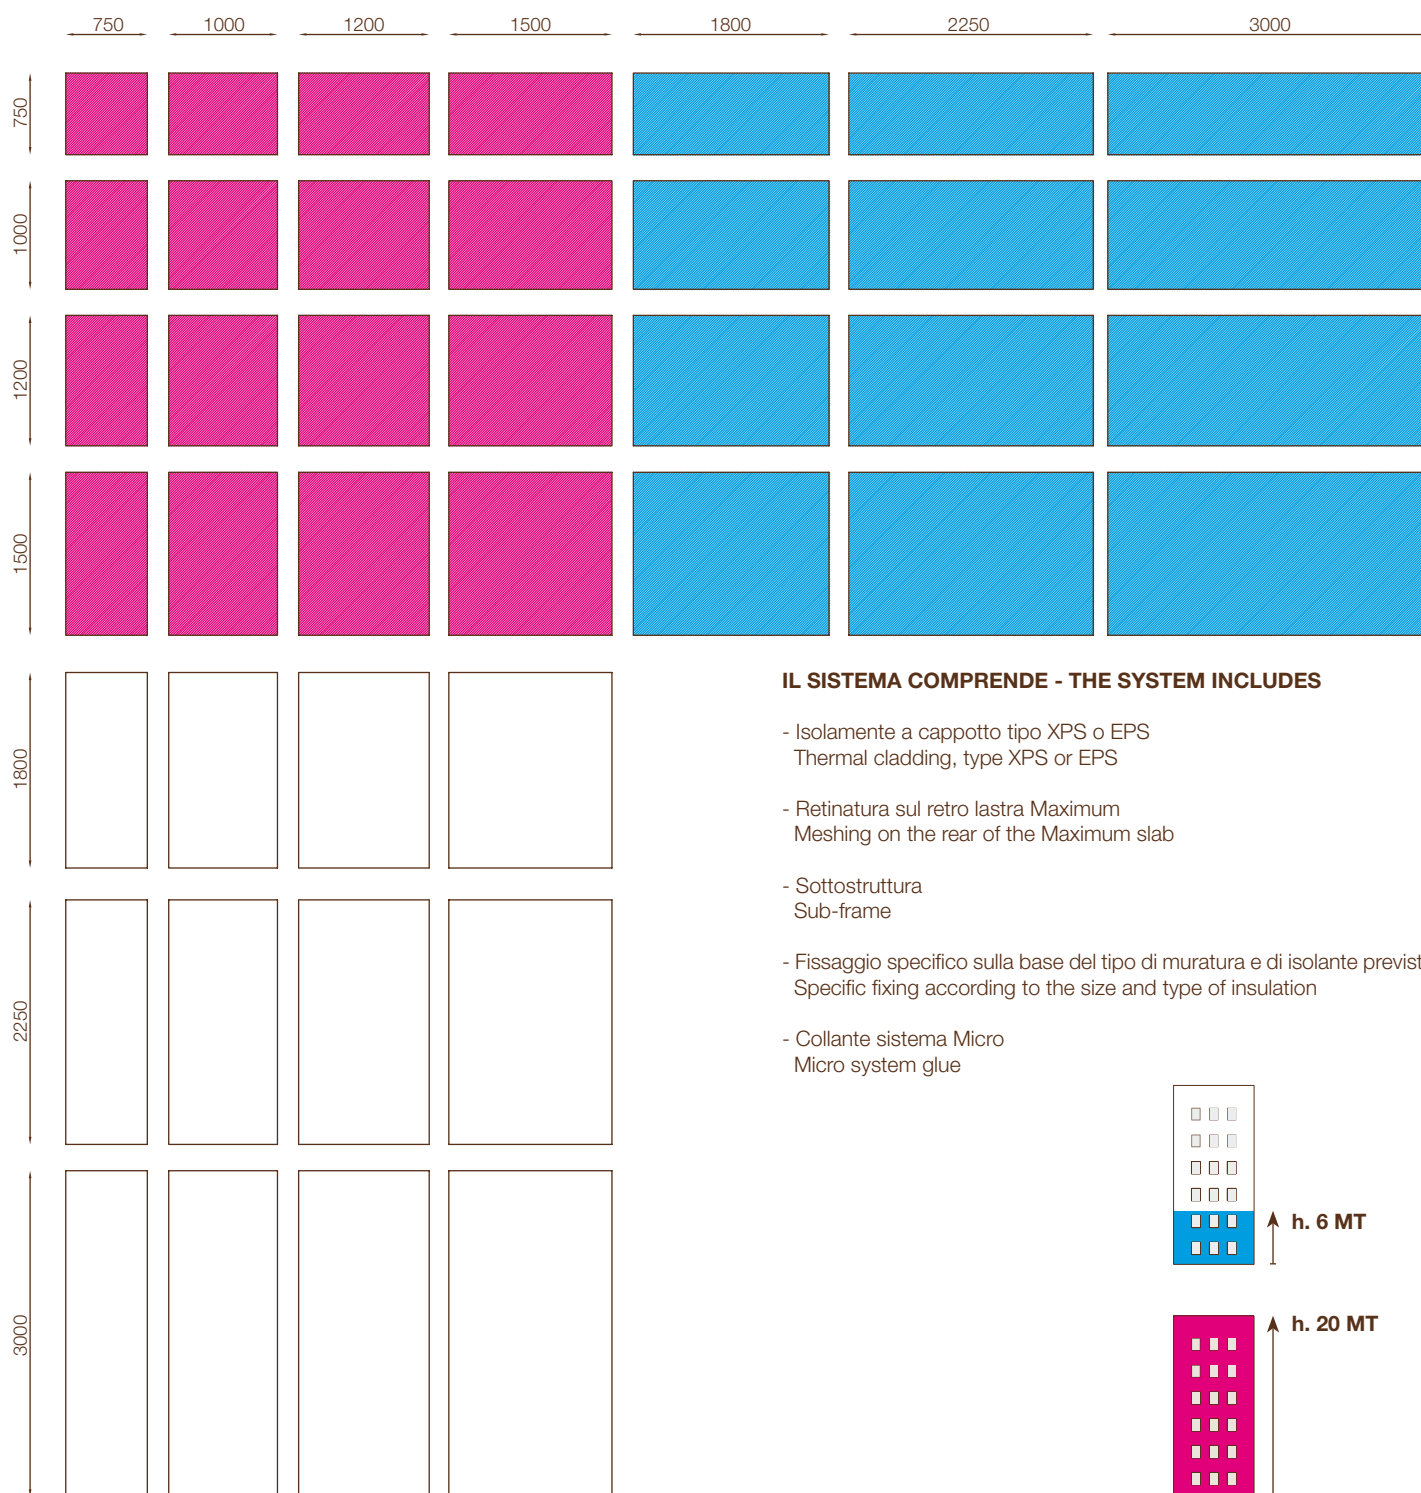 750 1000 1200 1500 1800 2250 3000
750
1000
1200
1500
1800
2250
3000
IL SISTEMA COMPRENDE - THE SYSTEM INCLUDES
- Isolamente a cappotto tipo XPS o EPS
Thermal cladding, type XPS or EPS
- Retinatura sul retro lastra Maximum
Meshing on the rear of the Maximum slab
- Sottostruttura
Sub-frame
- Fissaggio specifico sulla base del tipo di muratura e di isolante previst
Specific fixing according to the size and type of insulation
- Collante sistema Micro
Micro system glue
h. 6 MT
h. 20 MT